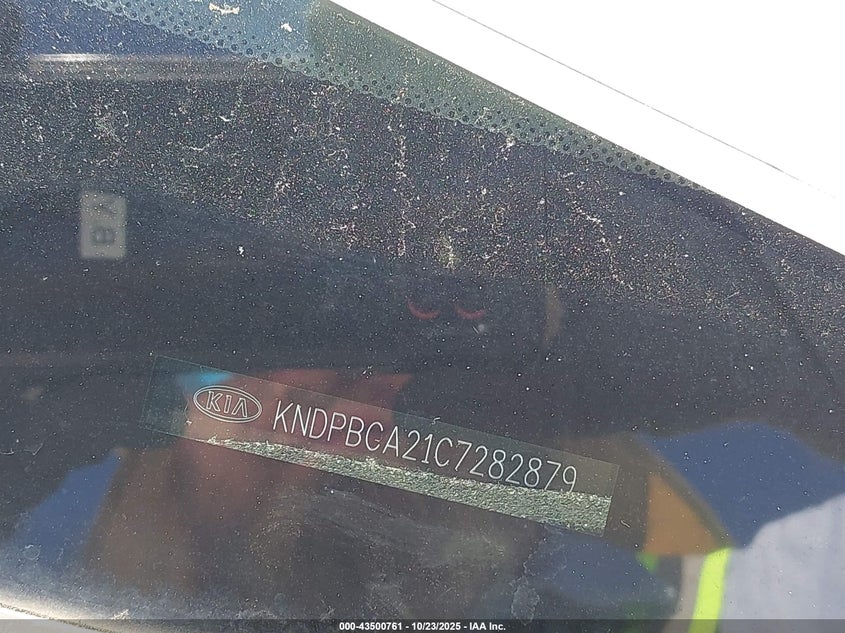 KIA KNDPBCA21C7282879
000-43500761 - 10/23/2025 - IAA Inc.